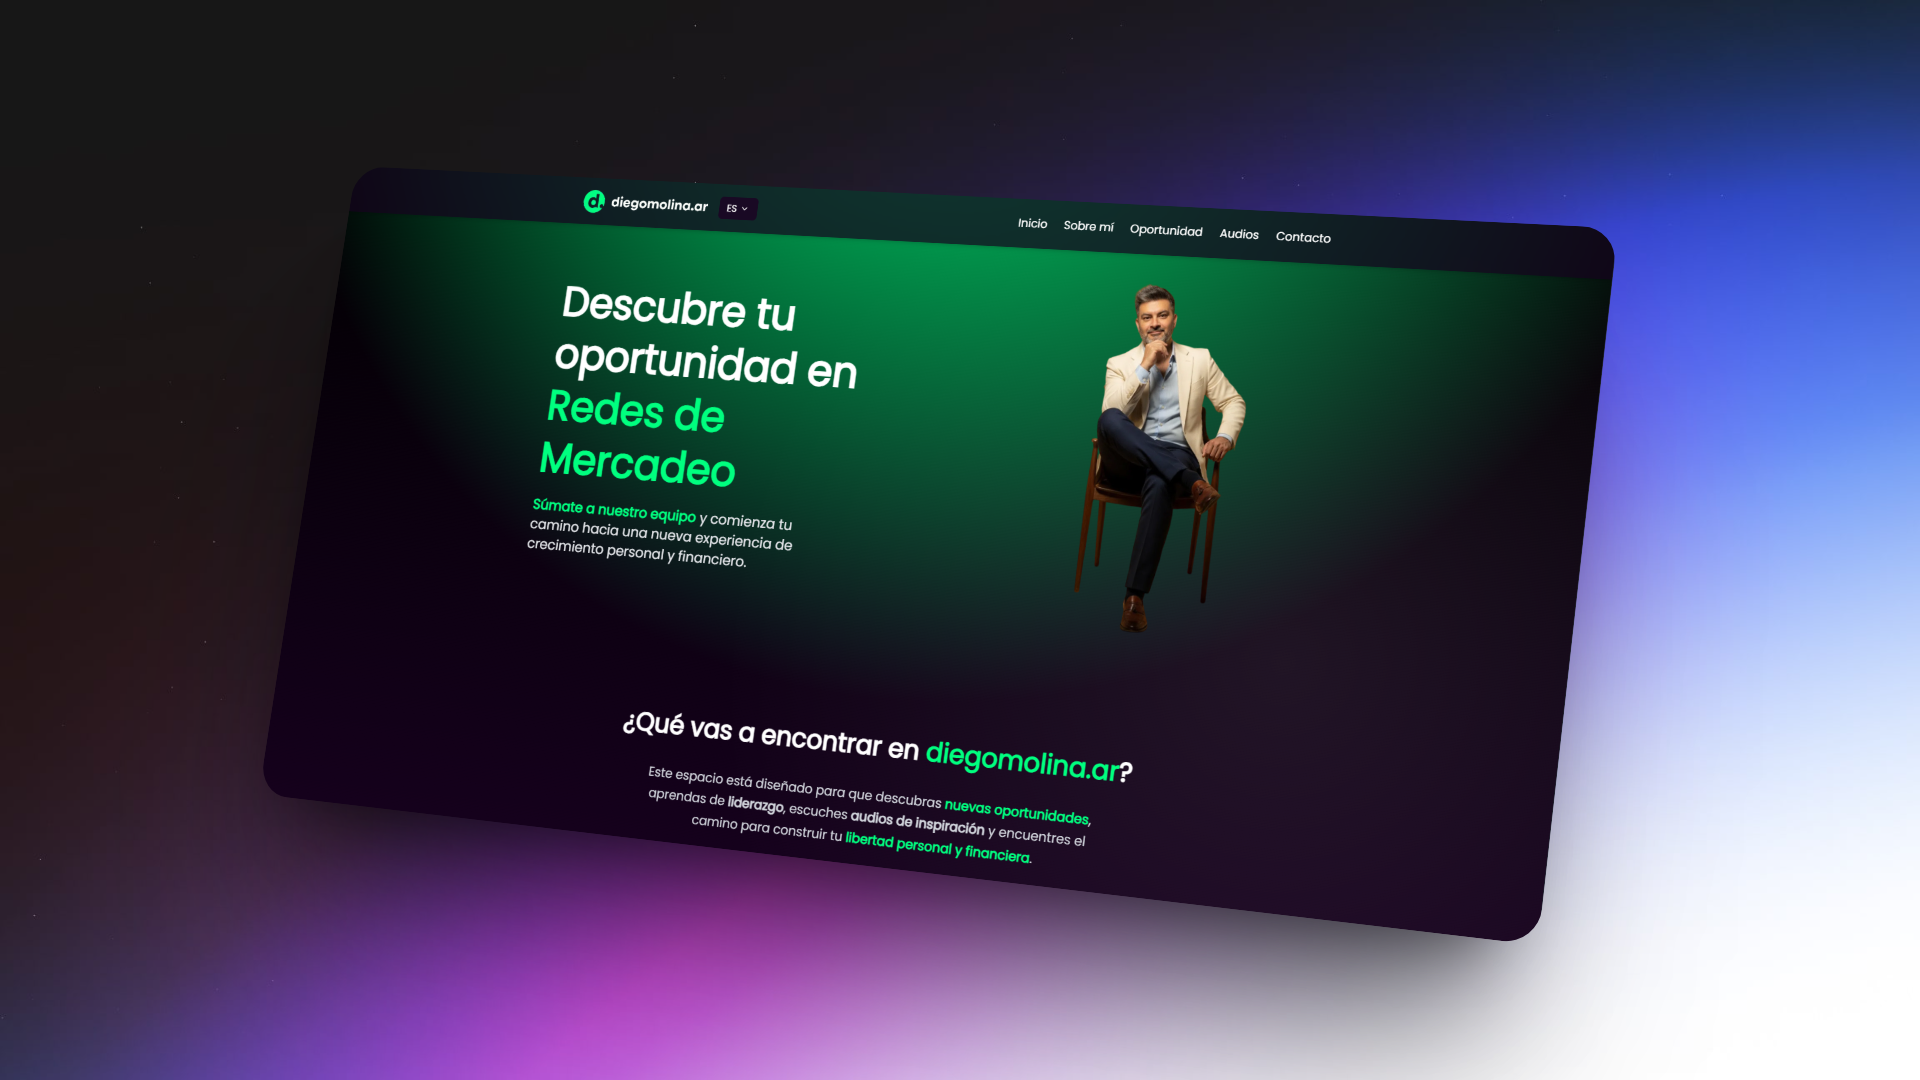 d. diegomolina.ar ES
Inicio Sobre mí Oportunidad Audios Contacto
Descubre tu
oportunidad en
Redes de
Mercadeo
Súmate a nuestro equipo y comienza tu
camino hacia una nueva experiencia de
crecimiento personal y financiero.
¿Qué vas a encontrar en diegomolina.ar?
Este espacio está diseñado para que descubras nuevas oportunidades,
aprendas de liderazgo, escuches audios de inspiración y encuentres el
camino para construir tu libertad personal y financiera.